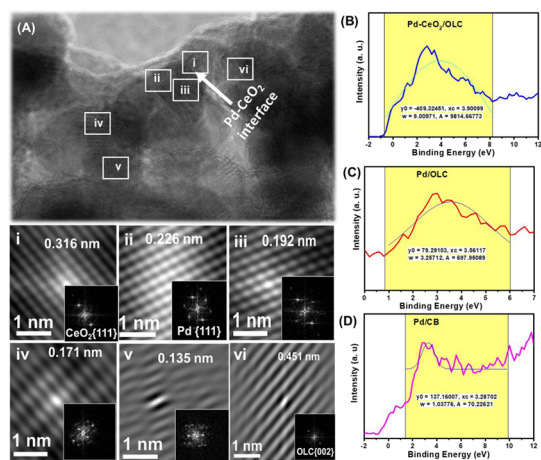 (A)
i
ii
iii
vi
iv
v
Pd-CeO2
interface
i
0.316 nm
1 nm
CeO2{111}
ii
0.226 nm
1 nm
Pd {111}
iii
0.192 nm
1 nm
iv
0.171 nm
1 nm
v
0.135 nm
1 nm
vi
0.451 nm
1 nm
OLC{002}
(B)
Pd-CeO2/OLC
Intensity (a. u.)
y0 = -409.32451, xc = 3.90099
w = 9.00971, A = 9814.66773
-2 0 2 4 6 8 10 12
Binding Energy (eV)
(C)
Pd/OLC
Intensity (a. u.)
y0 = 79.29103, xc = 3.56117
w = 3.25712, A = 697.95089
0 1 2 3 4 5 6 7
Binding Energy (eV)
(D)
Pd/CB
Intensity (a. u)
y0 = 137.16007, xc = 3.28702
w = 1.03776, A = 70.22621
-2 0 2 4 6 8 10 12
Binding Energy (eV)